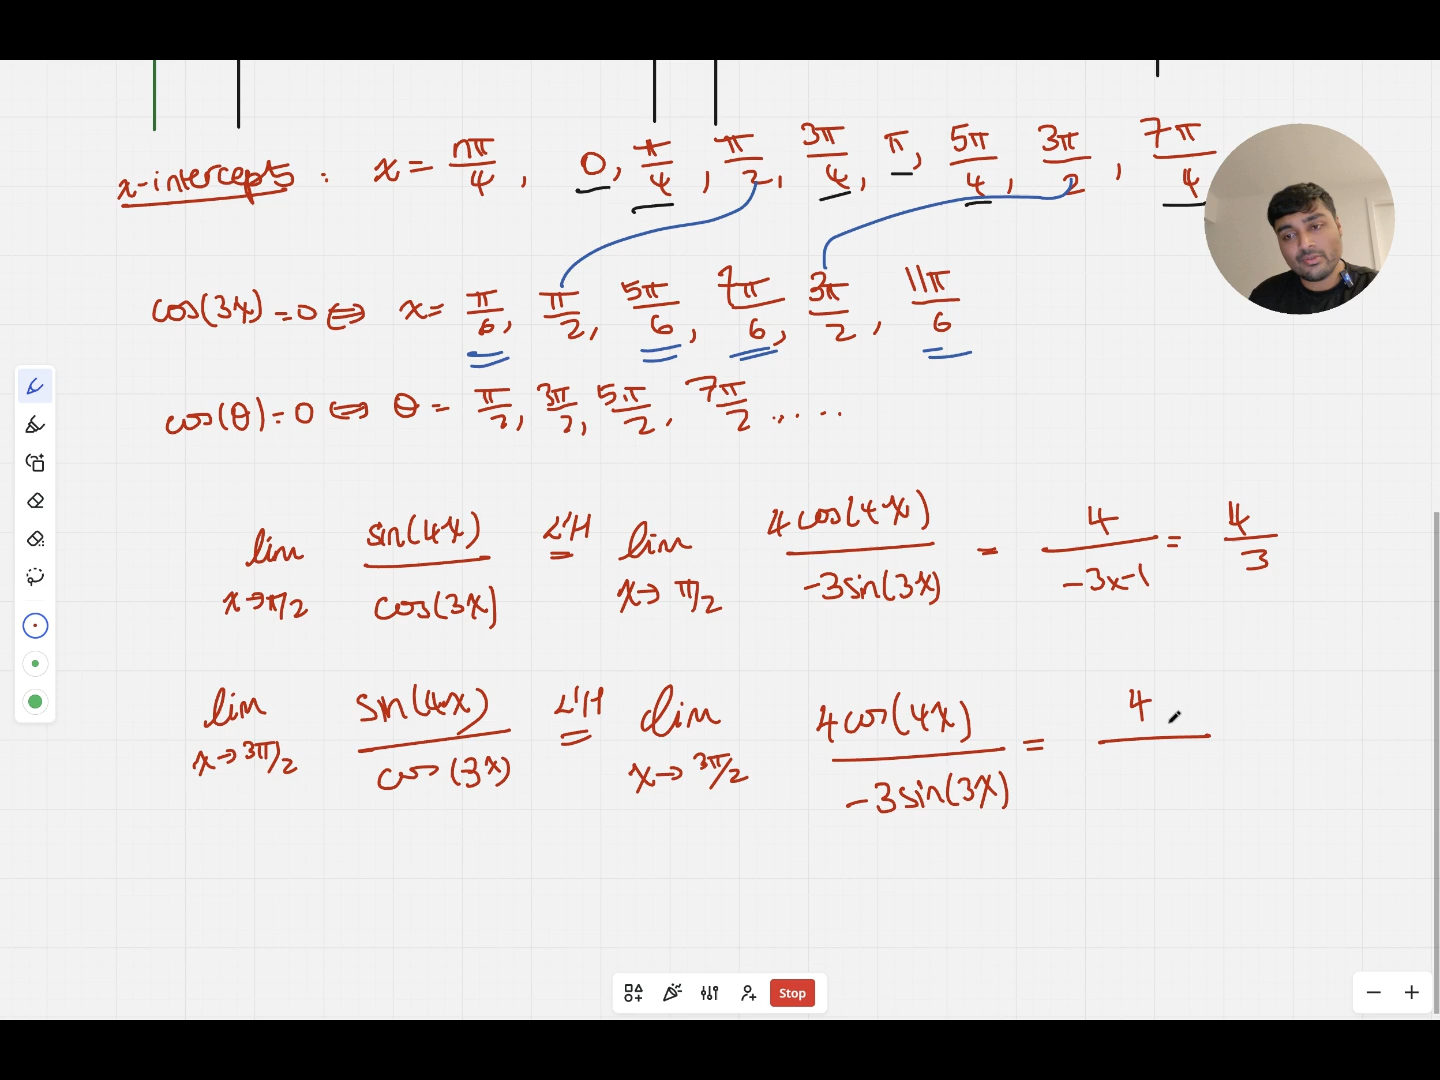 x-intercepts : x = nπ/4 , 0, π/4, π/2, 3π/4, π, 5π/4, 3π/2, 7π/4
cos(3x)=0 ⇔ x= π/6, π/2, 5π/6, 7π/6, 3π/2, 11π/6
cos(θ)=0 ⇔ θ = π/2, 3π/2, 5π/2, 7π/2 .....
lim x→π/2 sin(4x)/cos(3x) L'H = lim x→π/2 4cos(4x)/-3sin(3x) = 4/-3x-1 = 4/3
lim x→3π/2 sin(4x)/cos(3x) L'H = lim x→3π/2 4cos(4x)/-3sin(3x) = 4
Stop